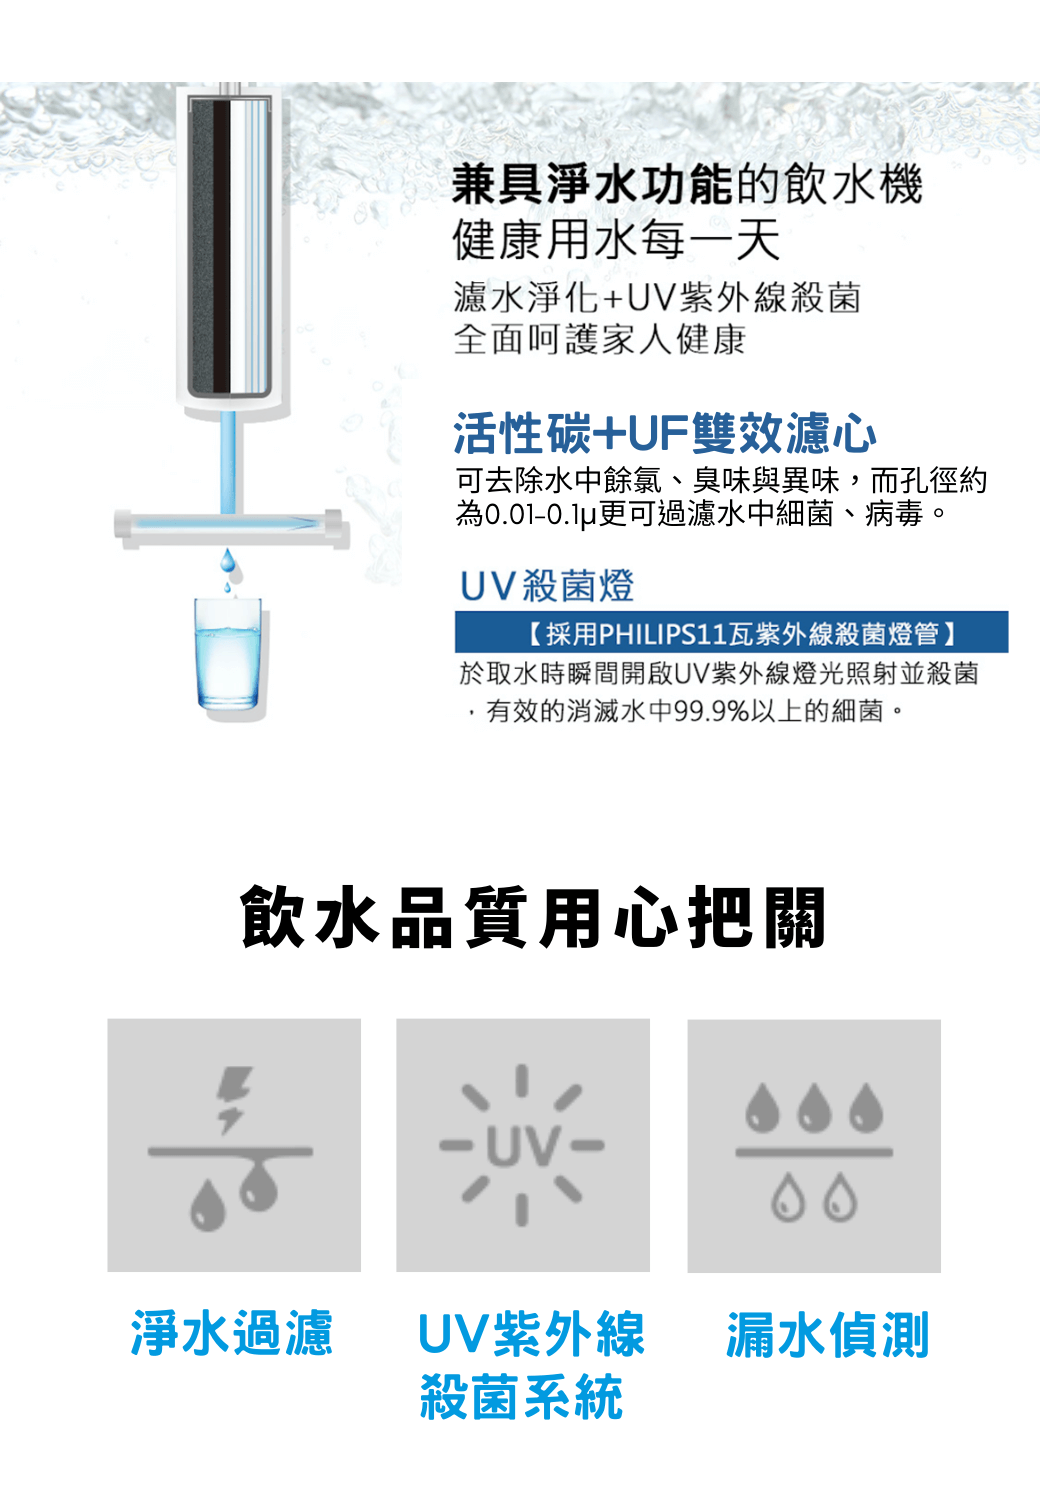 兼具淨水功能的飲水機
健康用水每一天
濾水淨化+UV紫外線殺菌
全面呵護家人健康
活性碳+UF雙效濾心
可去除水中餘氯、臭味與異味，而孔徑約
為0.01-0.1μ更可過濾水中細菌、病毒。
UV殺菌燈
【採用PHILIPS11瓦紫外線殺菌燈管】
於取水時瞬間開啟UV紫外線燈光照射並殺菌
，有效的消滅水中99.9%以上的細菌。
飲水品質用心把關
UV
淨水過濾
UV紫外線
殺菌系統
漏水偵測